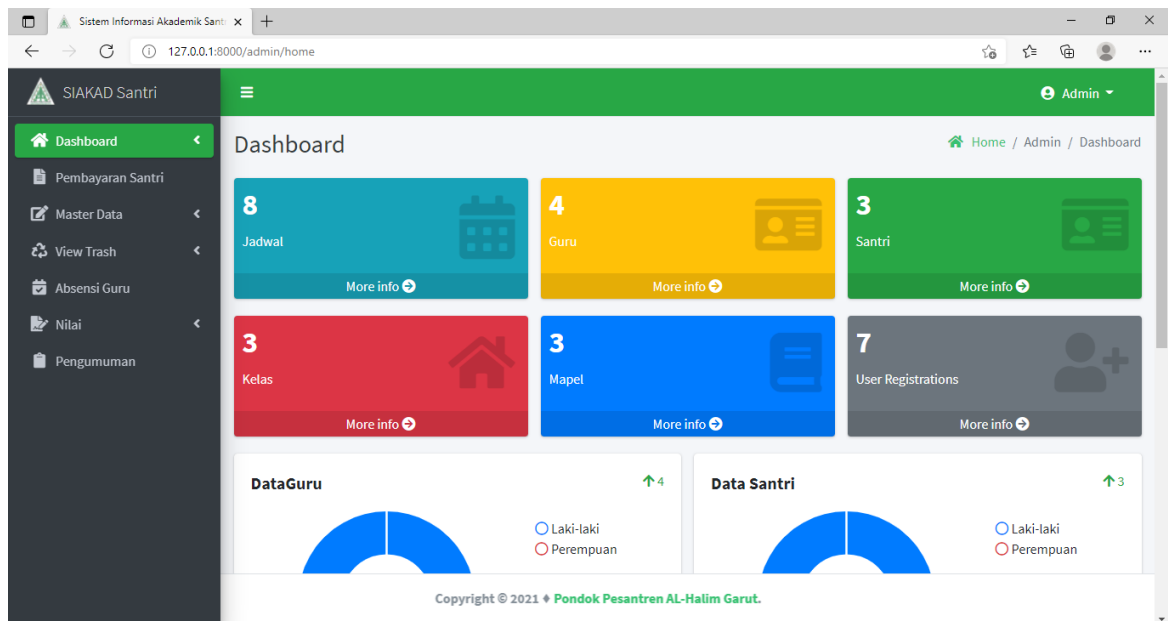 Sistem Informasi Akademik Sant
127.0.0.1:8000/admin/home
SIAKAD Santri
Admin
Dashboard
Pembayaran Santri
Master Data
View Trash
Absensi Guru
Nilai
Pengumuman
Dashboard
Home / Admin / Dashboard
8
Jadwal
More info
4
Guru
More info
3
Santri
More info
3
Kelas
More info
3
Mapel
More info
7
User Registrations
More info
DataGuru
4
Laki-laki
Perempuan
Data Santri
3
Laki-laki
Perempuan
Copyright © 2021 ♦ Pondok Pesantren AL-Halim Garut.